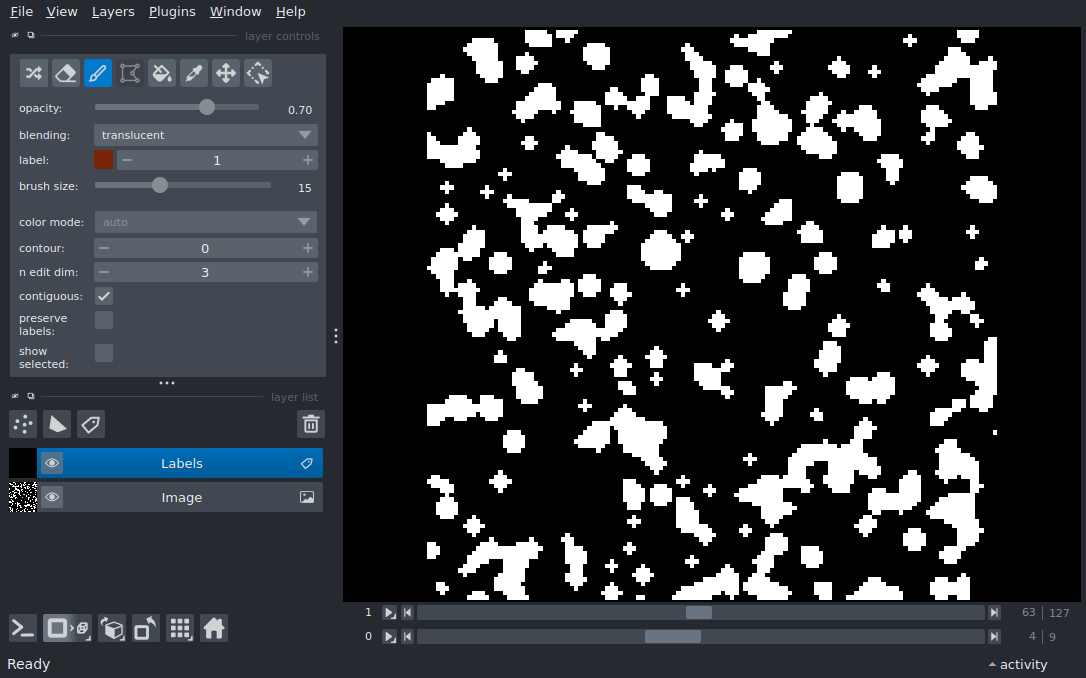 File View Layers Plugins Window Help
layer controls
opacity: 0.70
blending: translucent
label: 1
brush size: 15
color mode: auto
contour: 0
n edit dim: 3
contiguous:
preserve
labels:
show
selected:
layer list
Labels
Image
1 63 127
0 4 9
Ready activity